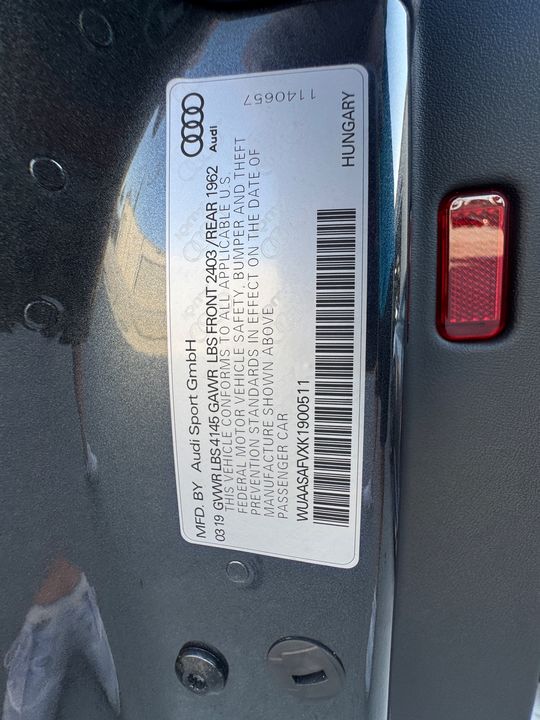 MFD. BY Audi Sport GmbH
0319 GVWR LBS 4145 GAWR LBS FRONT 2403 /REAR 1962
THIS VEHICLE CONFORMS TO ALL APPLICABLE U.S.
FEDERAL MOTOR VEHICLE SAFETY, BUMPER AND THEFT
PREVENTION STANDARDS IN EFFECT ON THE DATE OF
MANUFACTURE SHOWN ABOVE.
PASSENGER CAR
WUAASAFVXK1900511
Audi
1140657
HUNGARY